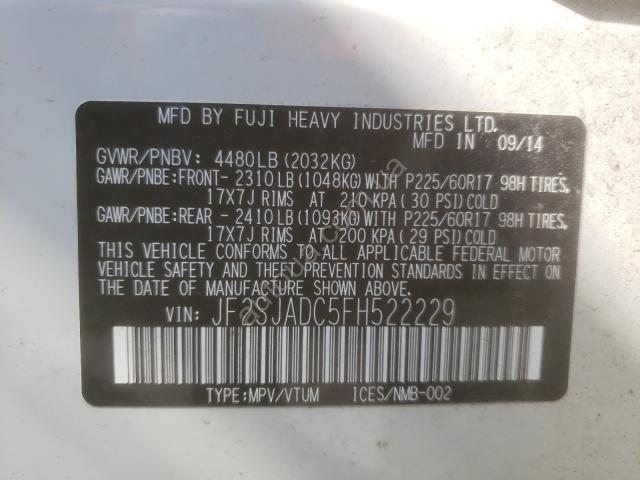 MFD BY FUJI HEAVY INDUSTRIES LTD.
MFD IN 09/14
GVWR/PNBV: 4480LB(2032KG)
GAWR/PNBE:FRONT- 2310LB(1048KG)WITH P225/60R17 98H TIRES,
17X7J RIMS AT 210 KPA( 30 PSI)COLD
GAWR/PNBE:REAR - 2410LB(1093KG)WITH P225/60R17 98H TIRES,
17X7J RIMS AT 200 KPA( 29 PSI)COLD
THIS VEHICLE CONFORMS TO ALL APPLICABLE FEDERAL MOTOR
VEHICLE SAFETY AND THEFT PREVENTION STANDARDS IN EFFECT
ON THE DATE OF MANUFACTURE SHOWN ABOVE.
VIN: JF2SJADC5FH522229
TYPE:MPV/VTUM ICES/NMB-002